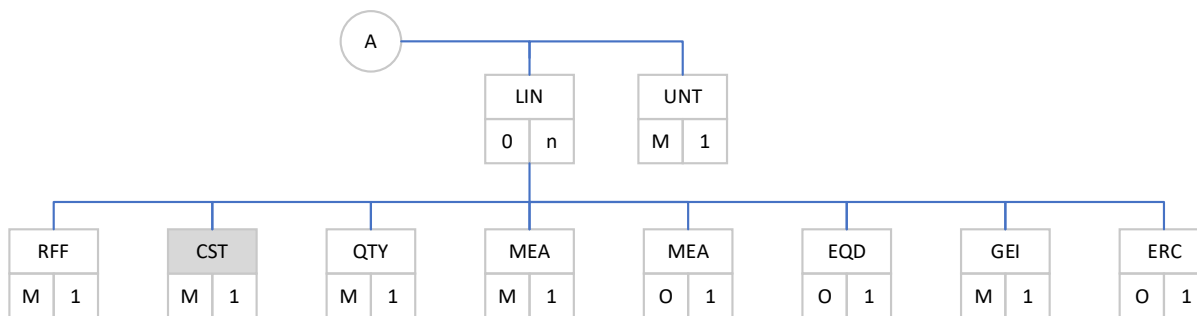 A
LIN UNT
0 n M 1
RFF CST QTY MEA MEA EQD GEI ERC
M 1 M 1 M 1 M 1 O 1 O 1 M 1 O 1